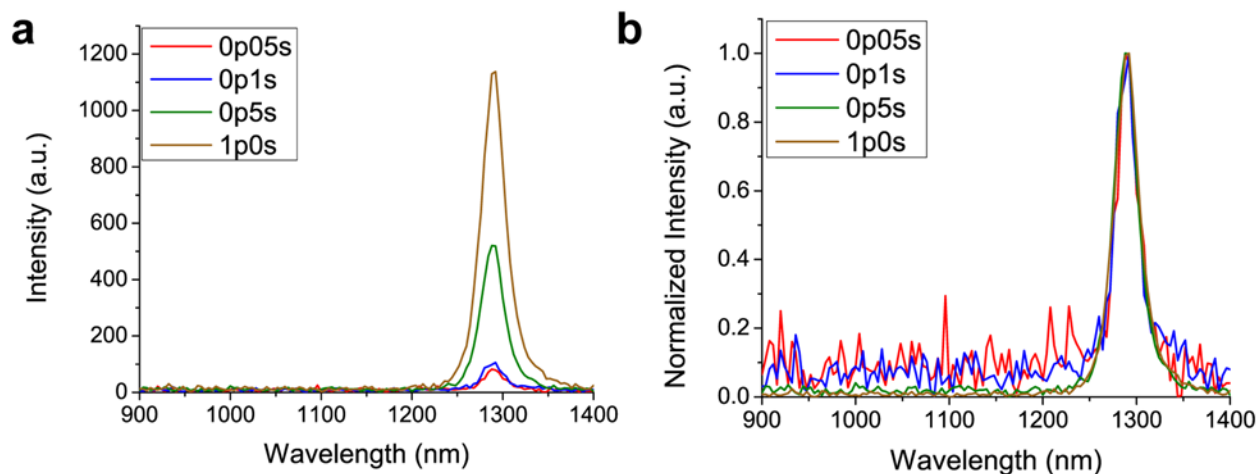 a
0p05s
0p1s
0p5s
1p0s
1200
1000
800
600
400
200
0
Intensity (a.u.)
900 1000 1100 1200 1300 1400
Wavelength (nm)
b
0p05s
0p1s
0p5s
1p0s
1.0
0.8
0.6
0.4
0.2
0.0
Normalized Intensity (a.u.)
900 1000 1100 1200 1300 1400
Wavelength (nm)